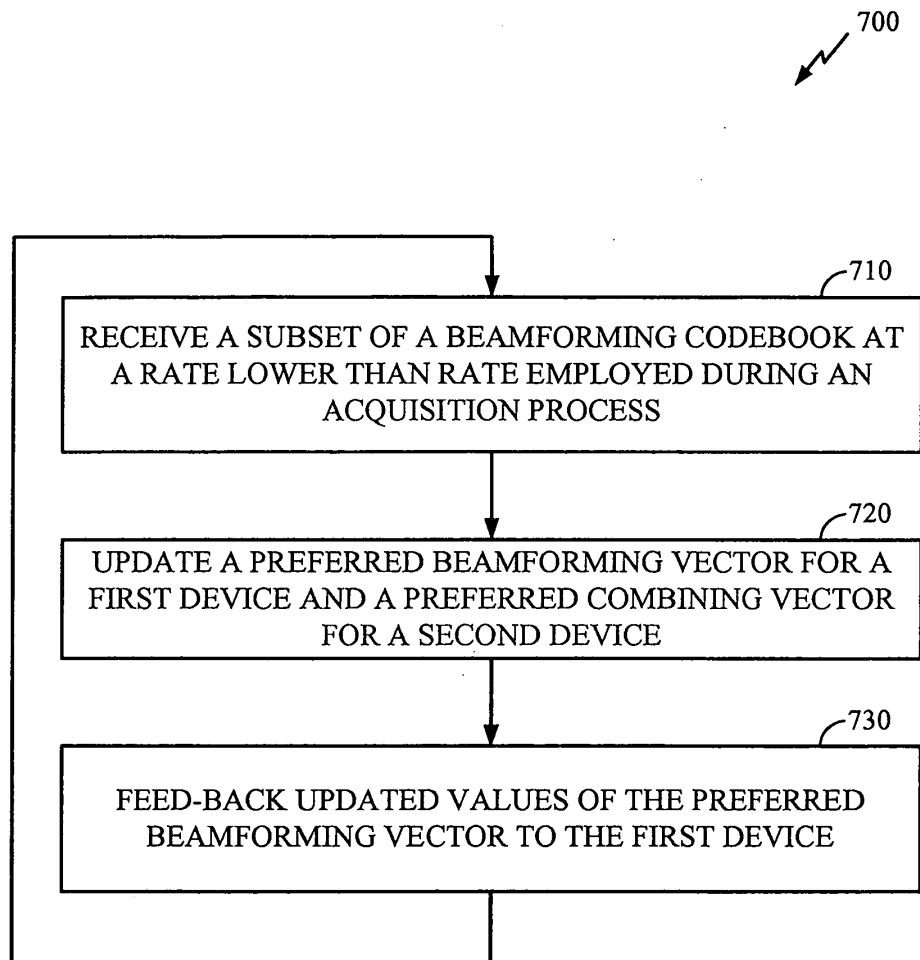 700
710
RECEIVE A SUBSET OF A BEAMFORMING CODEBOOK AT
A RATE LOWER THAN RATE EMPLOYED DURING AN
ACQUISITION PROCESS
720
UPDATE A PREFERRED BEAMFORMING VECTOR FOR A
FIRST DEVICE AND A PREFERRED COMBINING VECTOR
FOR A SECOND DEVICE
730
FEED-BACK UPDATED VALUES OF THE PREFERRED
BEAMFORMING VECTOR TO THE FIRST DEVICE